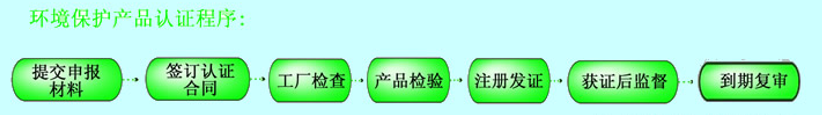 环境保护产品认证程序:
提交申报
材料
签订认证
合同
工厂检查
产品检验
注册发证
获证后监督
到期复审